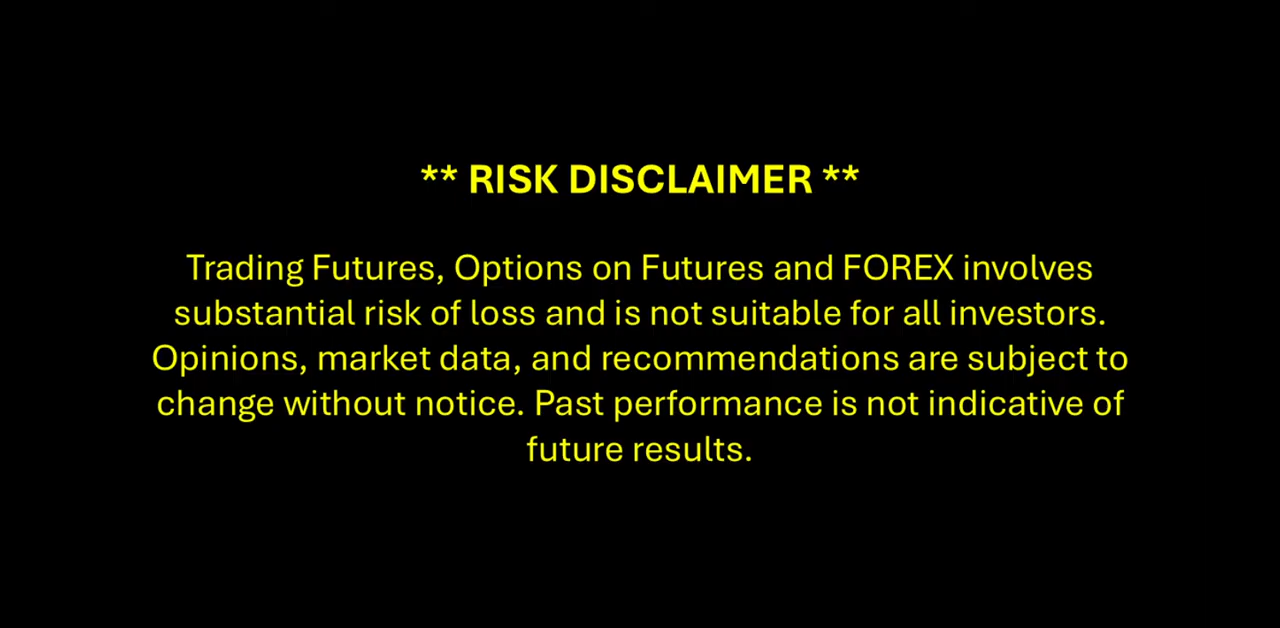 ** RISK DISCLAIMER **
Trading Futures, Options on Futures and FOREX involves
substantial risk of loss and is not suitable for all investors.
Opinions, market data, and recommendations are subject to
change without notice. Past performance is not indicative of
future results.